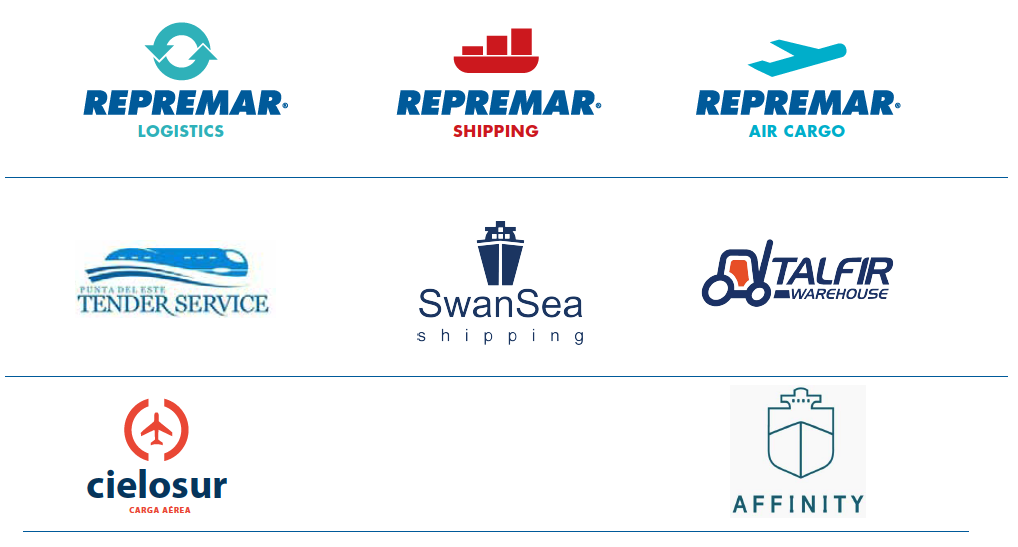 REPREMAR®
LOGISTICS
REPREMAR®
SHIPPING
REPREMAR®
AIR CARGO
PUNTA DEL ESTE
TENDER SERVICE
SwanSea
shipping
TALFIR
WAREHOUSE
cielosur
CARGA AÉREA
AFFINITY